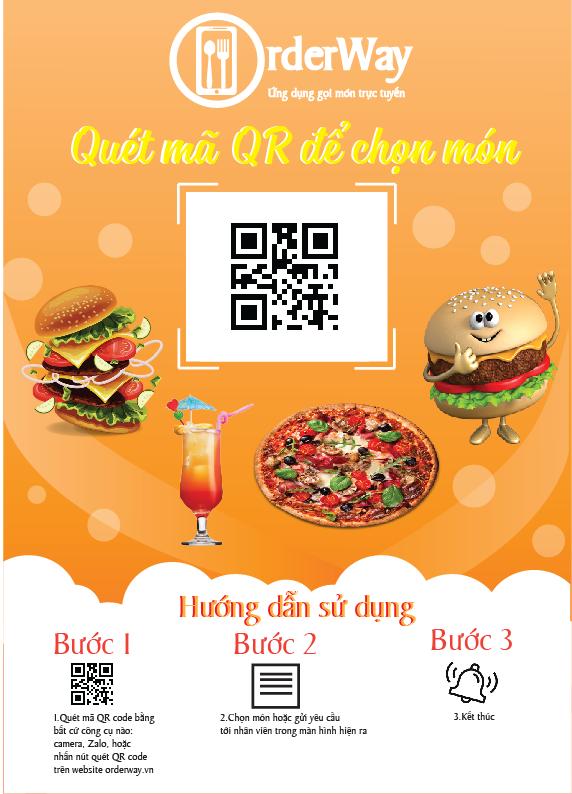 OrderWay
Ứng dụng gọi món trực tuyến
Quét mã QR để chọn món
Hướng dẫn sử dụng
Bước 1
Bước 2
Bước 3
1.Quét mã QR code bằng
bất cứ công cụ nào:
camera, Zalo, hoặc
nhấn nút quét QR code
trên website orderway.vn
2.Chọn món hoặc gửi yêu cầu
tới nhân viên trong màn hình hiện ra
3.Kết thúc